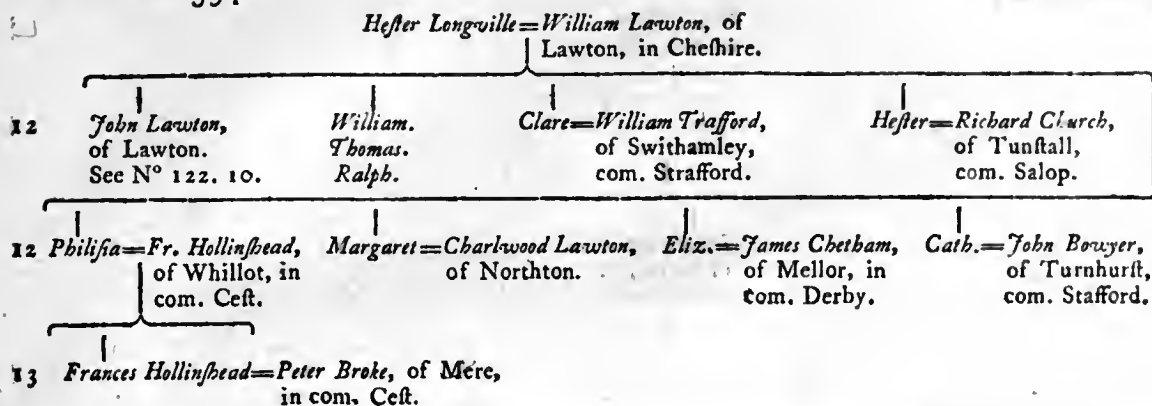 Heſter Longville=William Lawton, of
Lawton, in Cheſhire.
12 John Lawton, William. Clare=William Trafford, Heſter=Richard Church,
of Lawton. Thomas. of Swithamley, of Tunſtall,
See N° 122. 10. Ralph. com. Strafford. com. Salop.
12 Philiſia=Fr. Hollinſhead, Margaret=Charlwood Lawton, Eliz.=James Chetham, Cath.=John Bowyer,
of Whillot, in of Northton. of Mellor, in of Turnhurſt,
com. Ceſt. com. Derby. com. Stafford.
13 Frances Hollinſhead=Peter Broke, of Mere,
in com. Ceſt.